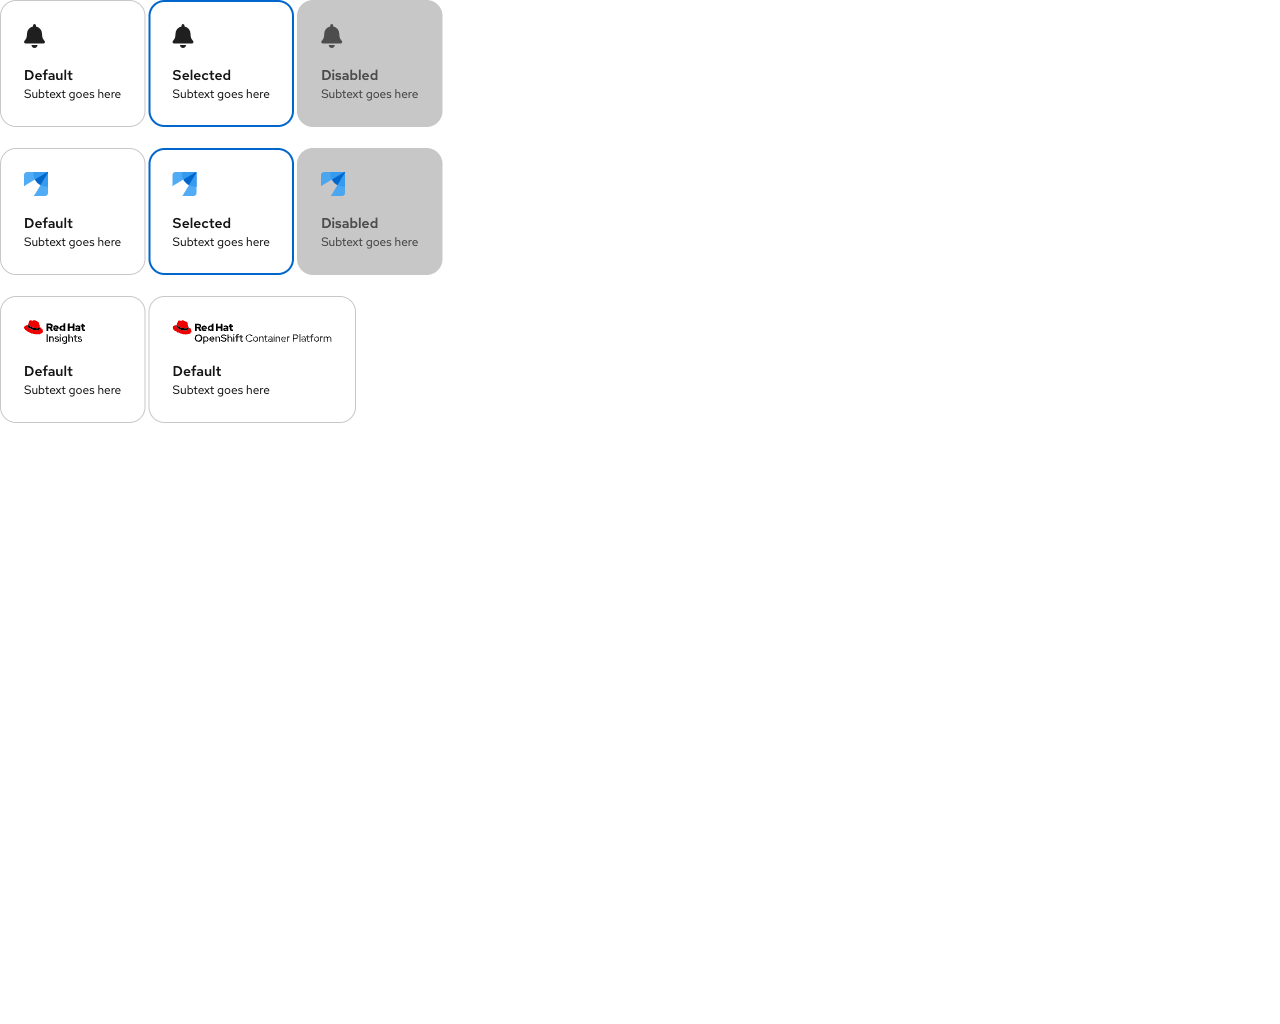 Default
Subtext goes here
Selected
Subtext goes here
Disabled
Subtext goes here
Default
Subtext goes here
Selected
Subtext goes here
Disabled
Subtext goes here
Red Hat
Insights
Default
Subtext goes here
Red Hat
OpenShift Container Platform
Default
Subtext goes here